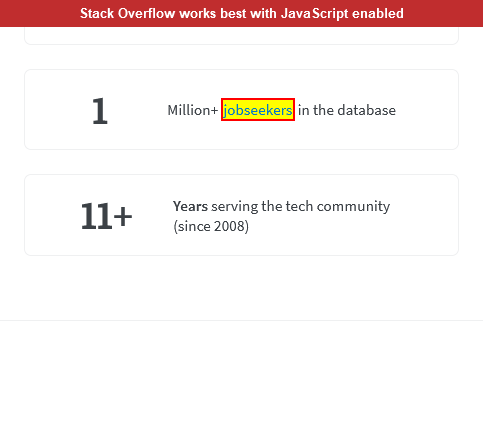 Stack Overflow works best with JavaScript enabled
1
Million+ jobseekers in the database
11+
Years serving the tech community
(since 2008)